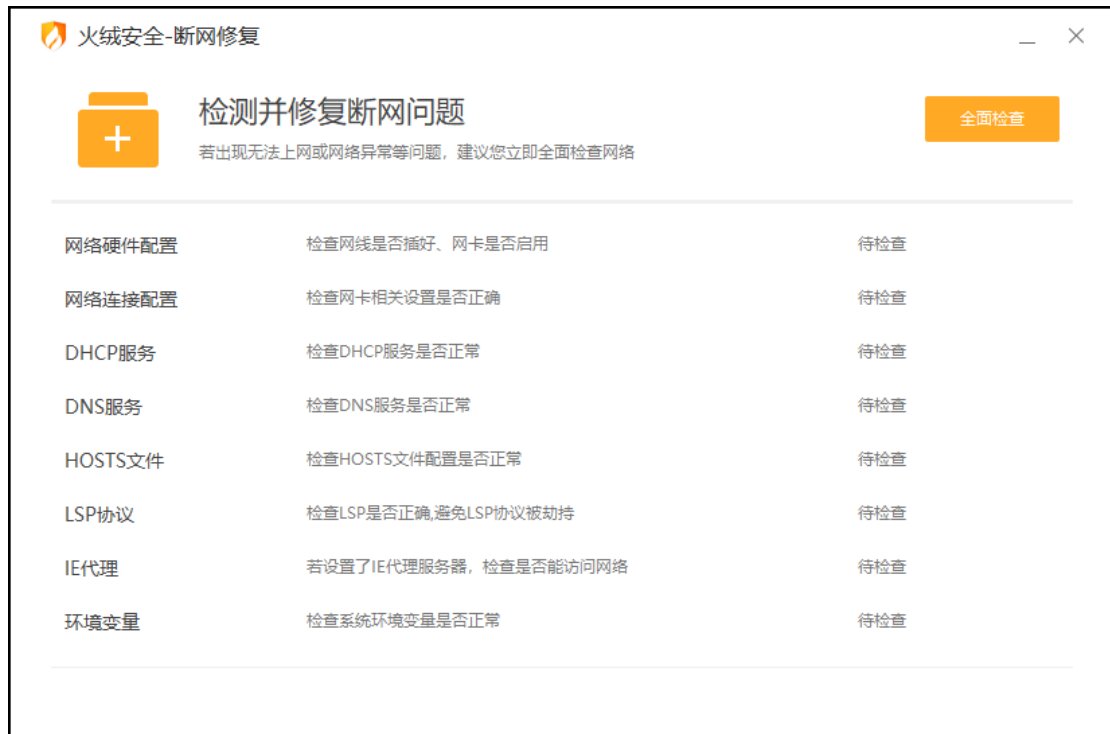 火绒安全-断网修复
检测并修复断网问题
全面检查
若出现无法上网或网络异常等问题，建议您立即全面检查网络
网络硬件配置 检查网线是否插好、网卡是否启用 待检查
网络连接配置 检查网卡相关设置是否正确 待检查
DHCP服务 检查DHCP服务是否正常 待检查
DNS服务 检查DNS服务是否正常 待检查
HOSTS文件 检查HOSTS文件配置是否正常 待检查
LSP协议 检查LSP是否正确,避免LSP协议被劫持 待检查
IE代理 若设置了IE代理服务器，检查是否能访问网络 待检查
环境变量 检查系统环境变量是否正常 待检查